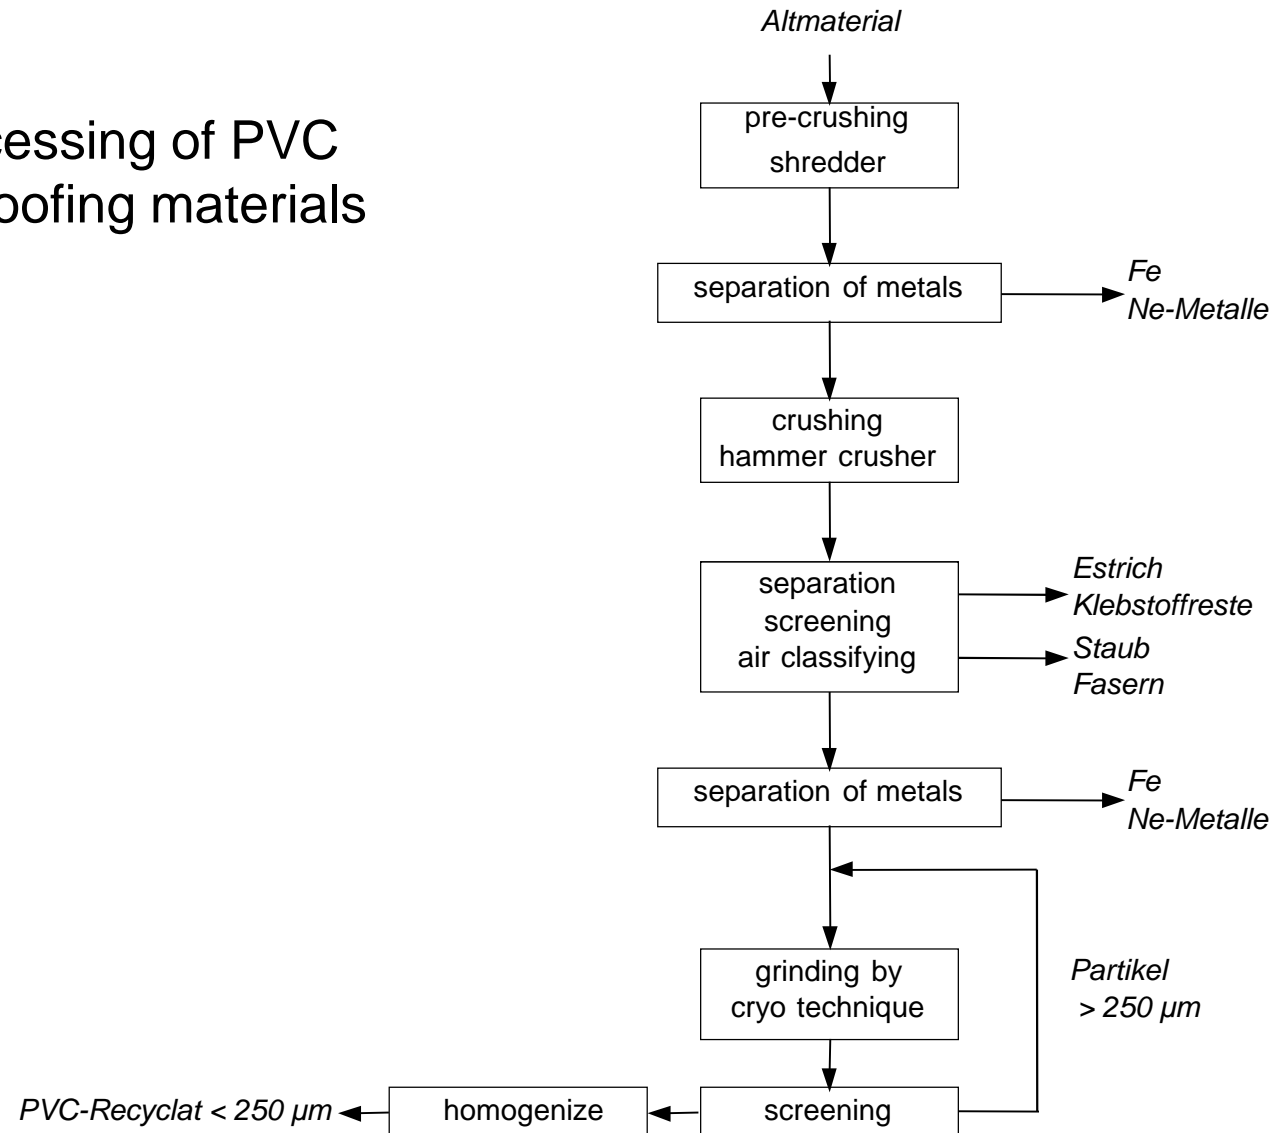 Altmaterial
cessing of PVC
oofing materials
pre-crushing
shredder
separation of metals
Fe
Ne-Metalle
crushing
hammer crusher
separation
screening
air classifying
Estrich
Klebstoffreste
Staub
Fasern
separation of metals
Fe
Ne-Metalle
grinding by
cryo technique
Partikel
> 250 µm
PVC-Recyclat < 250 µm
homogenize
screening